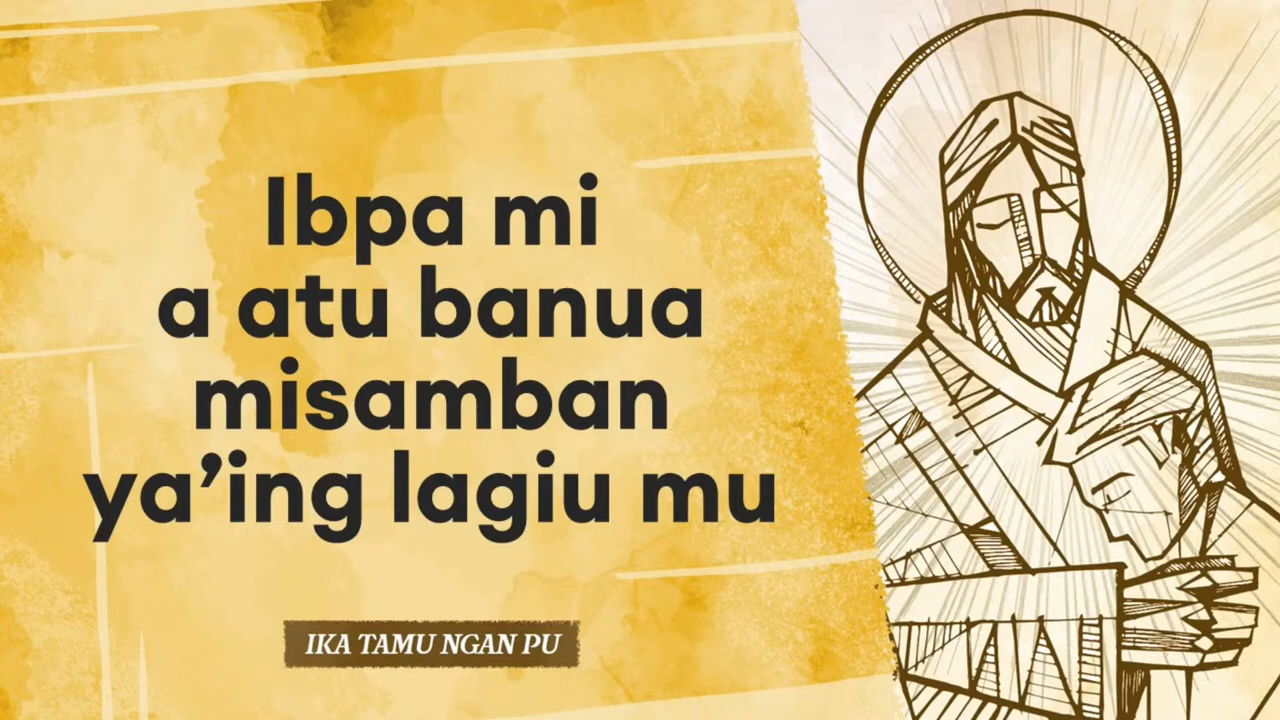 Ibpa mi
a atu banua
misamban
ya’ing lagiu mu
IKA TAMU NGAN PU